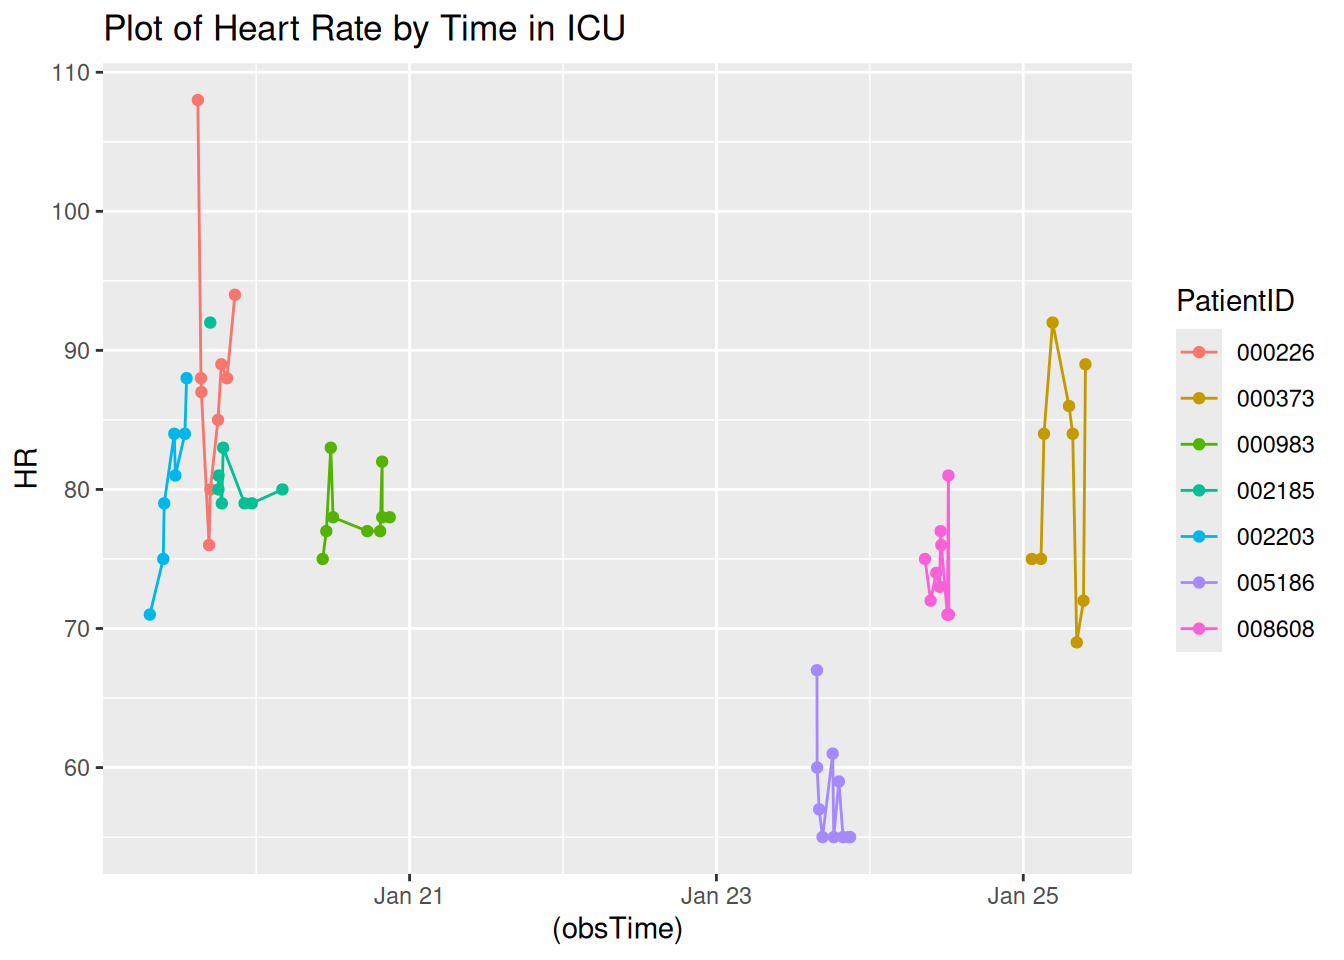 Plot of Heart Rate by Time in ICU
110
100
90
80
70
60
HR
Jan 21
Jan 23
Jan 25
(obsTime)
PatientID
000226
000373
000983
002185
002203
005186
008608